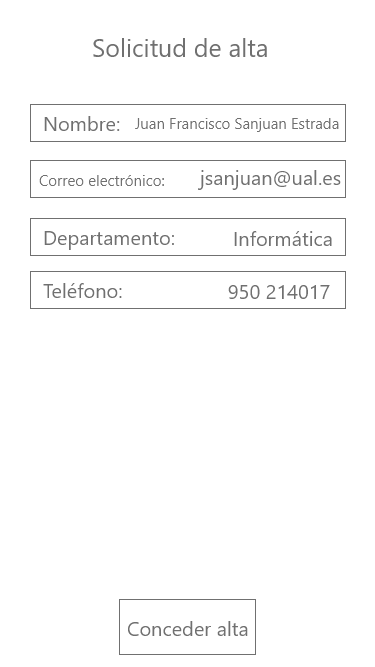 Solicitud de alta
Nombre: Juan Francisco Sanjuan Estrada
Correo electrónico: jsanjuan@ual.es
Departamento: Informática
Teléfono: 950 214017
Conceder alta